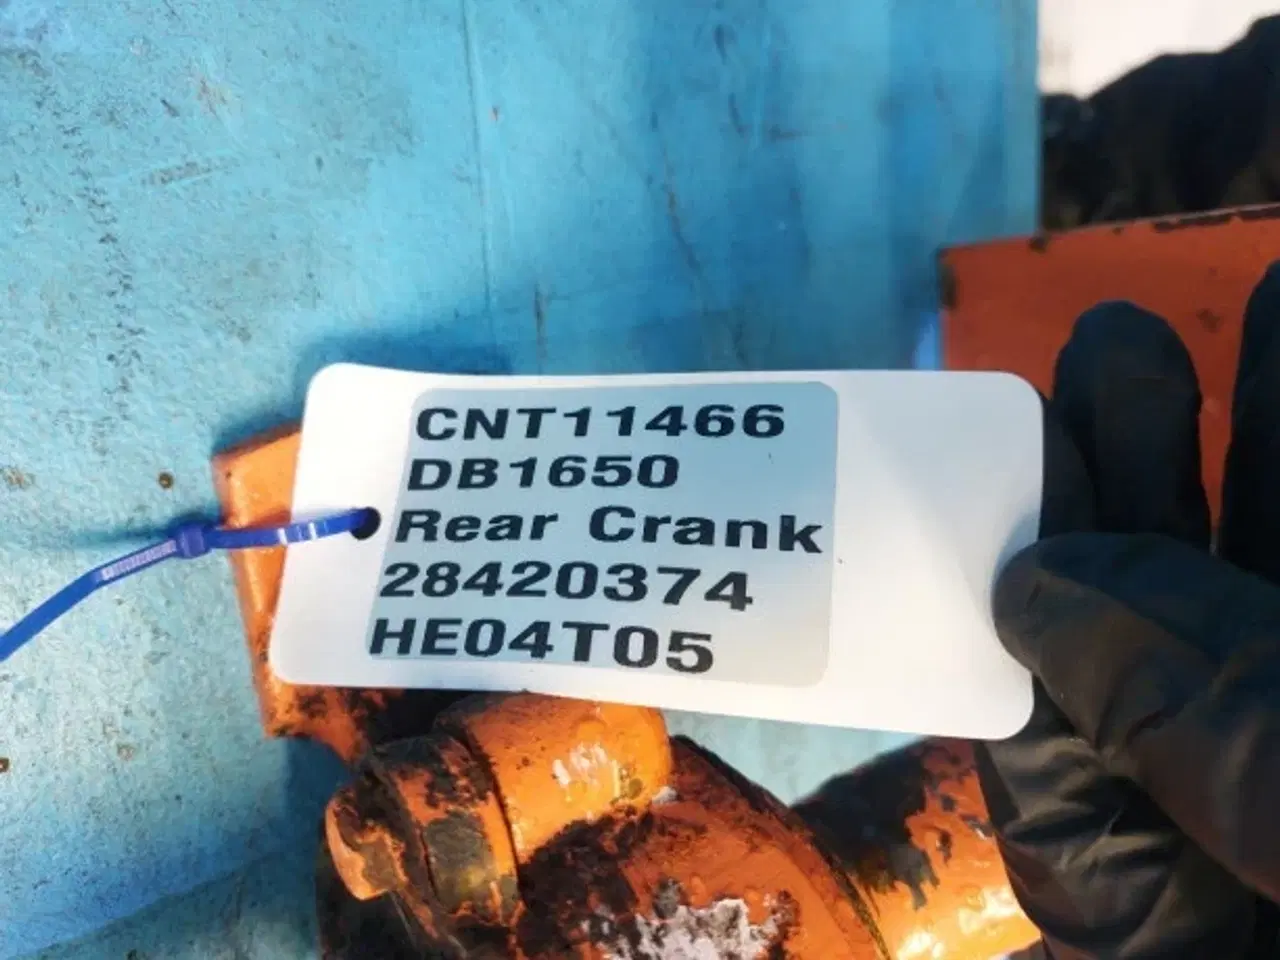 CNT11466
DB1650
Rear Crank
28420374
HE04T05